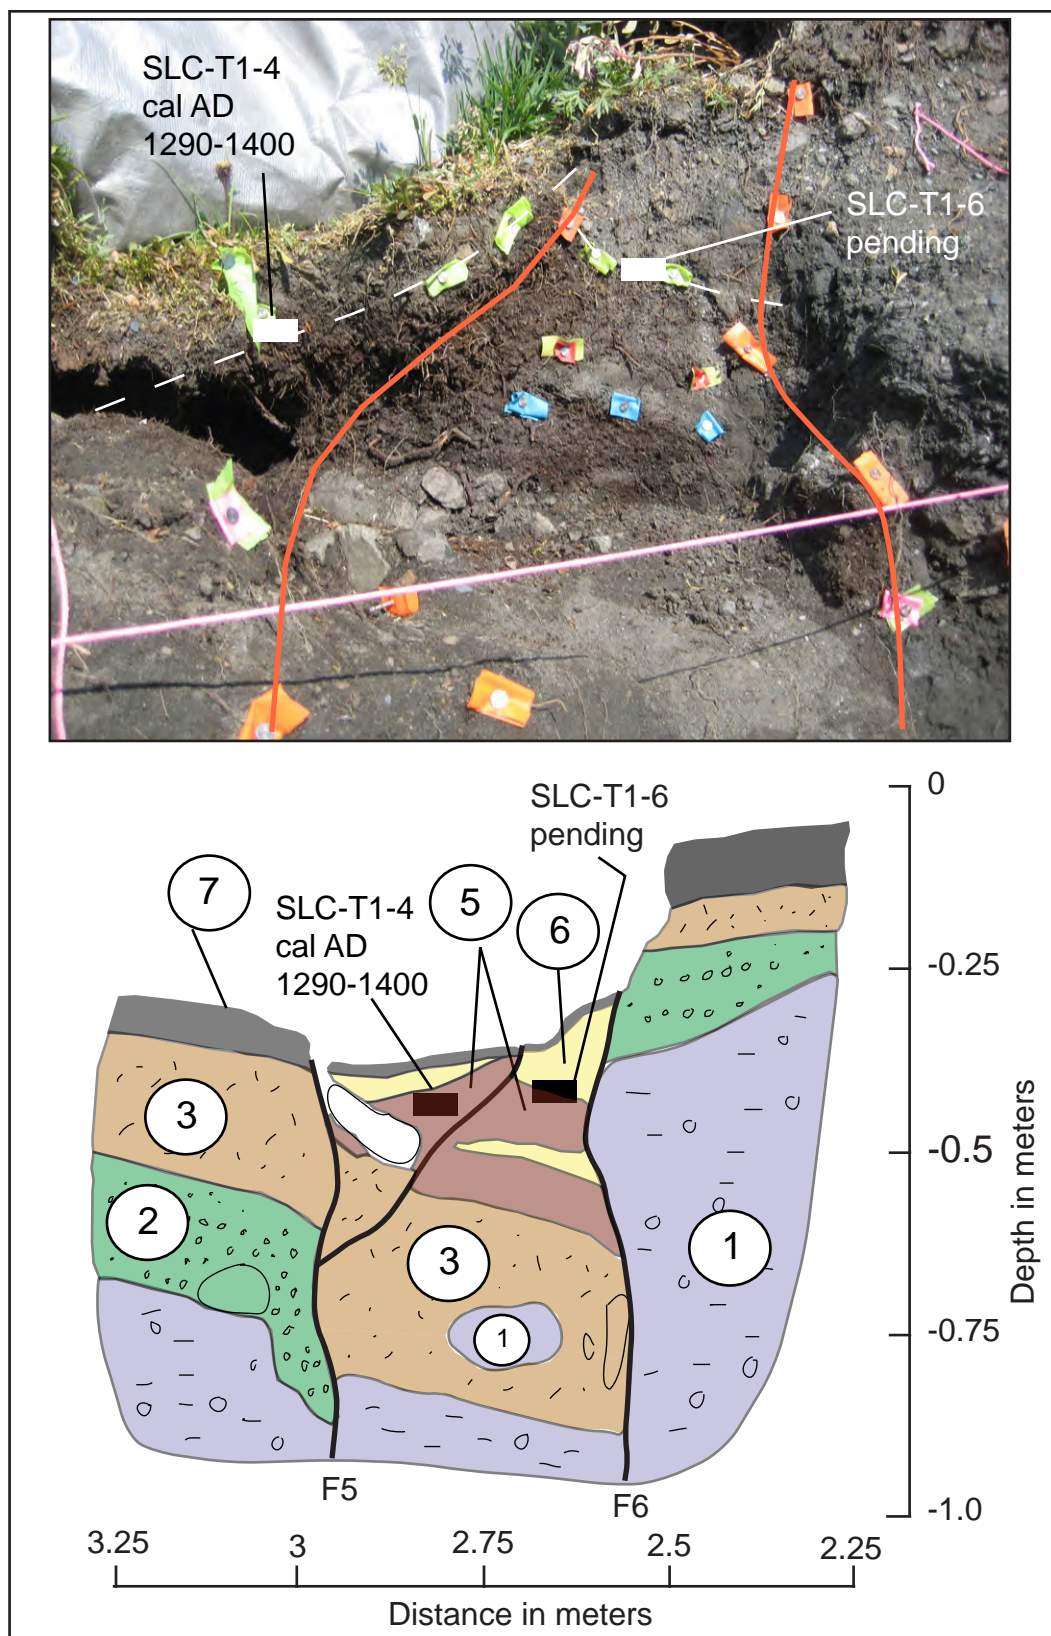 SLC-T1-4
cal AD
1290-1400
SLC-T1-6
pending
0
SLC-T1-6
pending
7
SLC-T1-4
cal AD
1290-1400
5
6
-0.25
3
-0.5
2
3
1
1
-0.75
Depth in meters
F5
F6
-1.0
3.25
3
2.75
2.5
2.25
Distance in meters